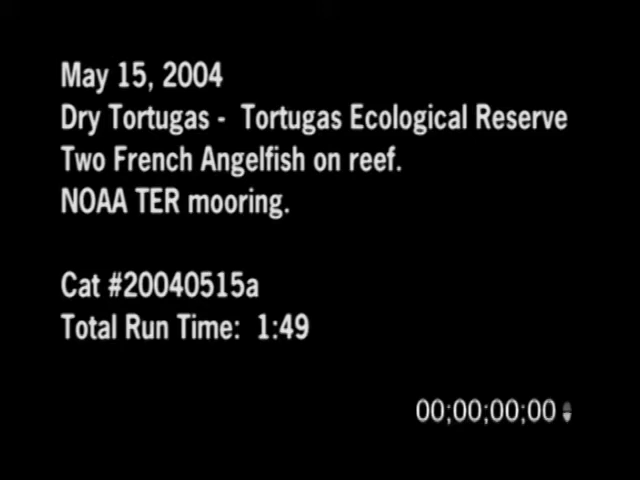 May 15, 2004
Dry Tortugas -  Tortugas Ecological Reserve
Two French Angelfish on reef.
NOAA TER mooring.
Cat #20040515a
Total Run Time:  1:49
00;00;00;00